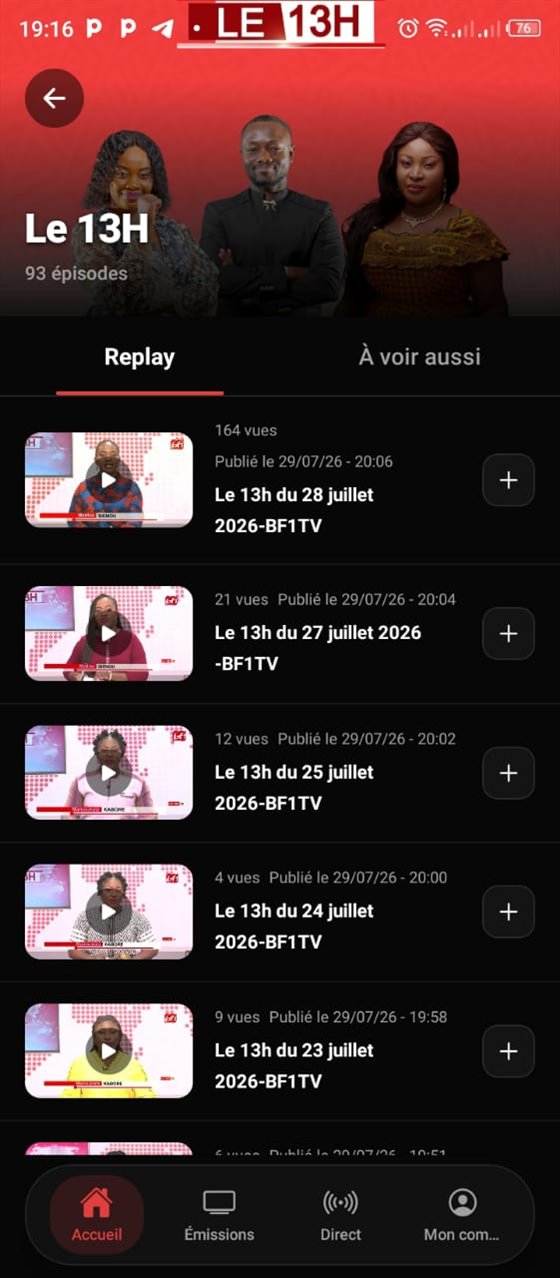 19:16
76
LE 13H
Le 13H
93 épisodes
Replay
À voir aussi
164 vues
Publié le 29/07/26 - 20:06
Le 13h du 28 juillet
2026-BF1TV
21 vues Publié le 29/07/26 - 20:04
Le 13h du 27 juillet 2026
-BF1TV
12 vues Publié le 29/07/26 - 20:02
Le 13h du 25 juillet
2026-BF1TV
KABORE
4 vues Publié le 29/07/26 - 20:00
Le 13h du 24 juillet
2026-BF1TV
KABORE
9 vues Publié le 29/07/26 - 19:58
Le 13h du 23 juillet
2026-BF1TV
KABORE
Accueil
Émissions
Direct
Mon com...